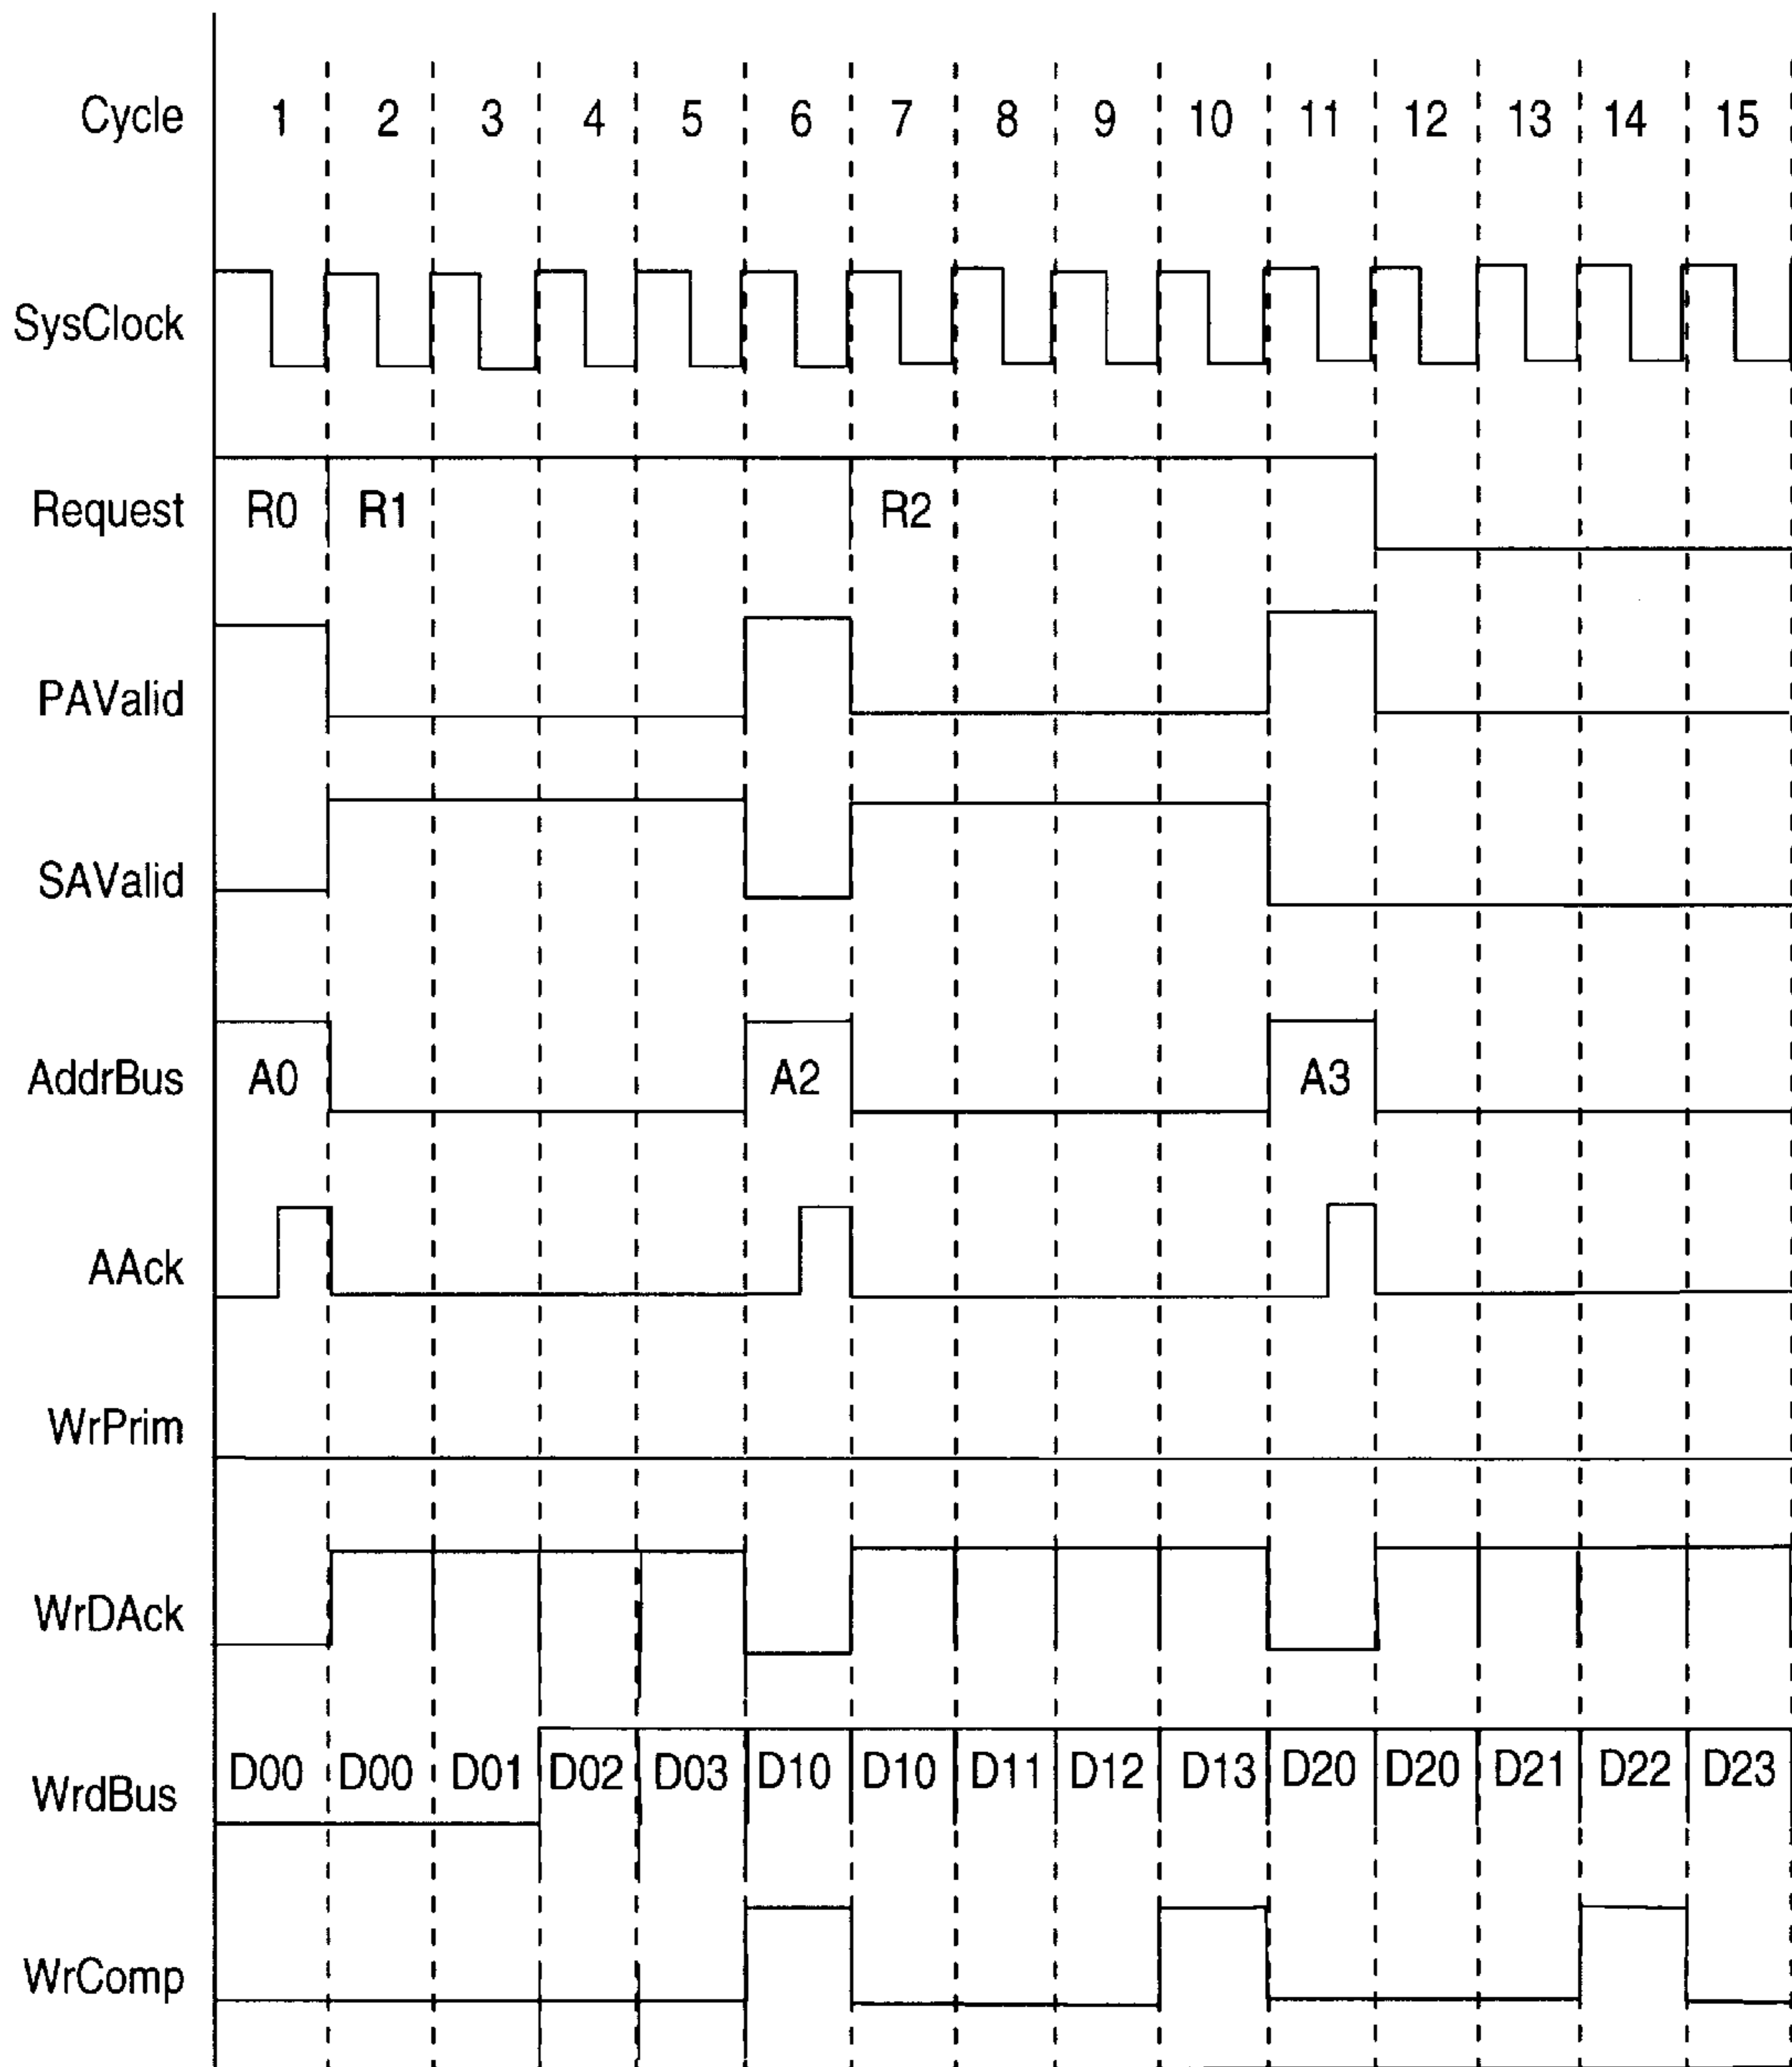 Cycle 1 2 3 4 5 6 7 8 9 10 11 12 13 14 15
SysClock
Request R0 R1 R2
PAValid
SAValid
AddrBus A0 A2 A3
AAck
WrPrim
WrDAck
WrdBus D00 D00 D01 D02 D03 D10 D10 D11 D12 D13 D20 D20 D21 D22 D23
WrComp